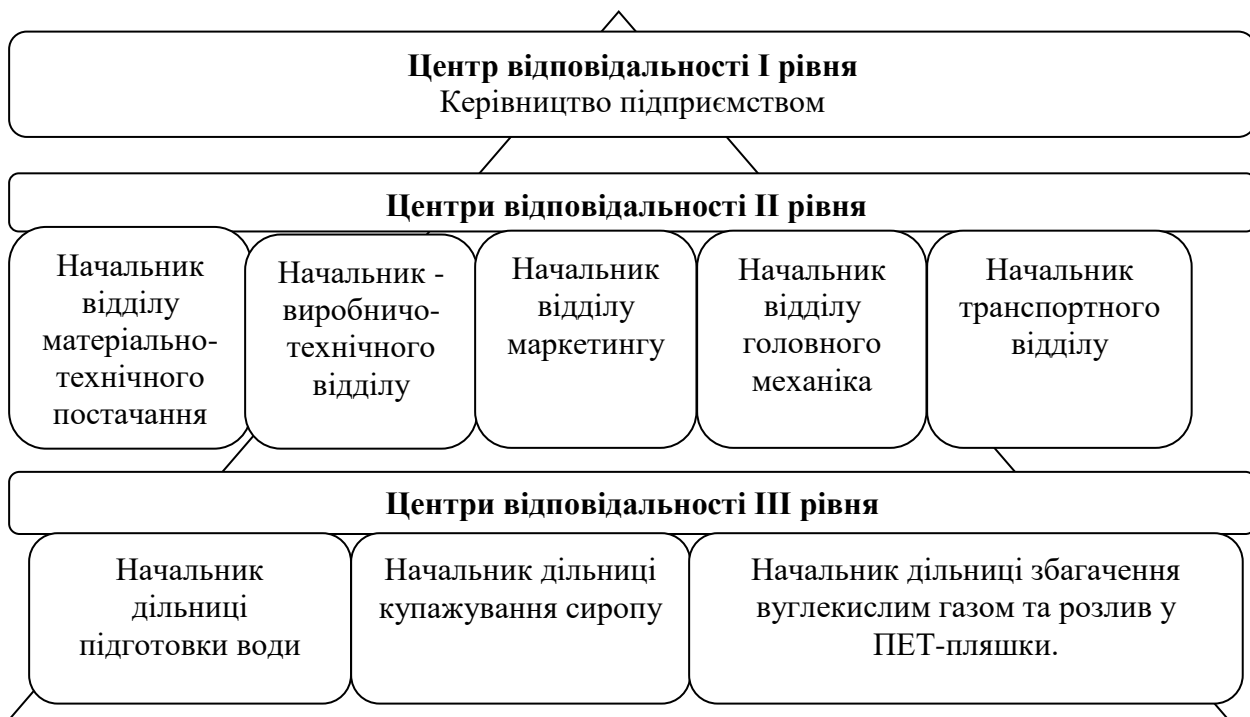 Центр відповідальності І рівня
Керівництво підприємством
Центри відповідальності ІІ рівня
Начальник
відділу
матеріально-
технічного
постачання
Начальник -
виробничо-
технічного
відділу
Начальник
відділу
маркетингу
Начальник
відділу
головного
механіка
Начальник
транспортного
відділу
Центри відповідальності ІІІ рівня
Начальник
дільниці
підготовки води
Начальник дільниці
купажування сиропу
Начальник дільниці збагачення
вуглекислим газом та розлив у
ПЕТ-пляшки.